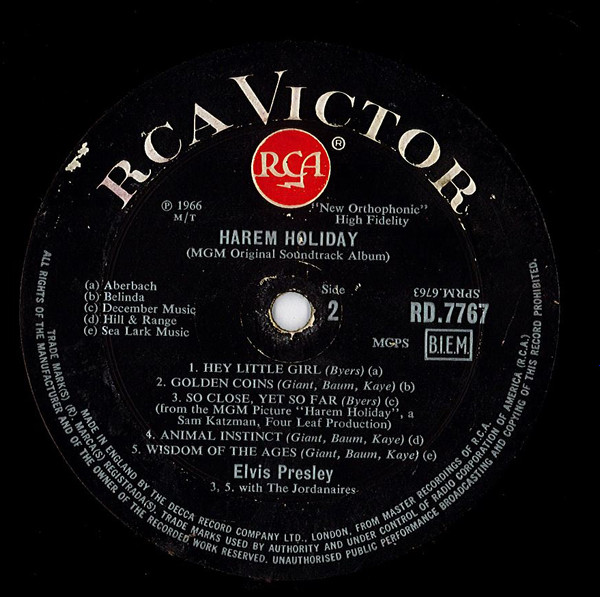 RCA VICTOR
RCA
®
℗ 1966
M/T
"New Orthophonic"
High Fidelity
HAREM HOLIDAY
(MGM Original Soundtrack Album)
(a) Aberbach
(b) Belinda
(c) December Music
(d) Hill & Range
(e) Sea Lark Music
Side
2
SPRM.6763
RD.7767
MCPS
B.I.E.M.
1. HEY LITTLE GIRL (Byers) (a)
2. GOLDEN COINS (Giant, Baum, Kaye) (b)
3. SO CLOSE, YET SO FAR (Byers) (c)
(from the MGM Picture "Harem Holiday", a
Sam Katzman, Four Leaf Production)
4. ANIMAL INSTINCT (Giant, Baum, Kaye) (d)
5. WISDOM OF THE AGES (Giant, Baum, Kaye) (e)
Elvis Presley
3, 5. with The Jordanaires
ALL RIGHTS OF THE MANUFACTURER AND OF THE OWNER OF THE RECORDED WORK RESERVED. UNAUTHORISED PUBLIC PERFORMANCE BROADCASTING AND COPYING OF THIS RECORD PROHIBITED.
TRADE MARK(S) (R), MARCA(S) REGISTRADA(S), TRADE MARKS USED BY AUTHORITY AND UNDER CONTROL OF RADIO CORPORATION OF AMERICA (R.C.A.)
MADE IN ENGLAND BY THE DECCA RECORD COMPANY LTD., LONDON, FROM MASTER RECORDINGS OF R.C.A.